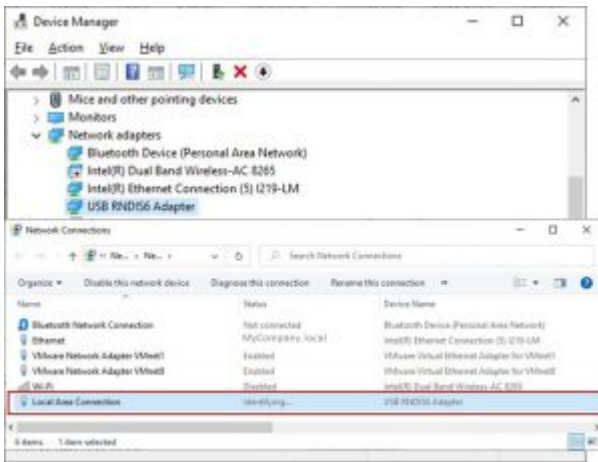 Device Manager
File Action View Help
Mice and other pointing devices
Monitors
Network adapters
Bluetooth Device (Personal Area Network)
Intel(R) Dual Band Wireless-AC 8265
Intel(R) Ethernet Connection (5) I219-LM
USB RNDIS6 Adapter
Network Connections
Ne... Ne...
Search Network Connections
Organize Disable this network device Diagnose this connection Rename this connection
Name Status Device Name
Bluetooth Network Connection Not connected Bluetooth Device (Personal Area Network)
Ethernet MyCompany.local Intel(R) Ethernet Connection (5) I219-LM
VMware Network Adapter VMnet1 Enabled VMware Virtual Ethernet Adapter for VMnet1
VMware Network Adapter VMnet8 Enabled VMware Virtual Ethernet Adapter for VMnet8
Wi-Fi Disabled Intel(R) Dual Band Wireless-AC 8265
Local Area Connection Identifying... USB RNDIS6 Adapter
6 items 1 item selected